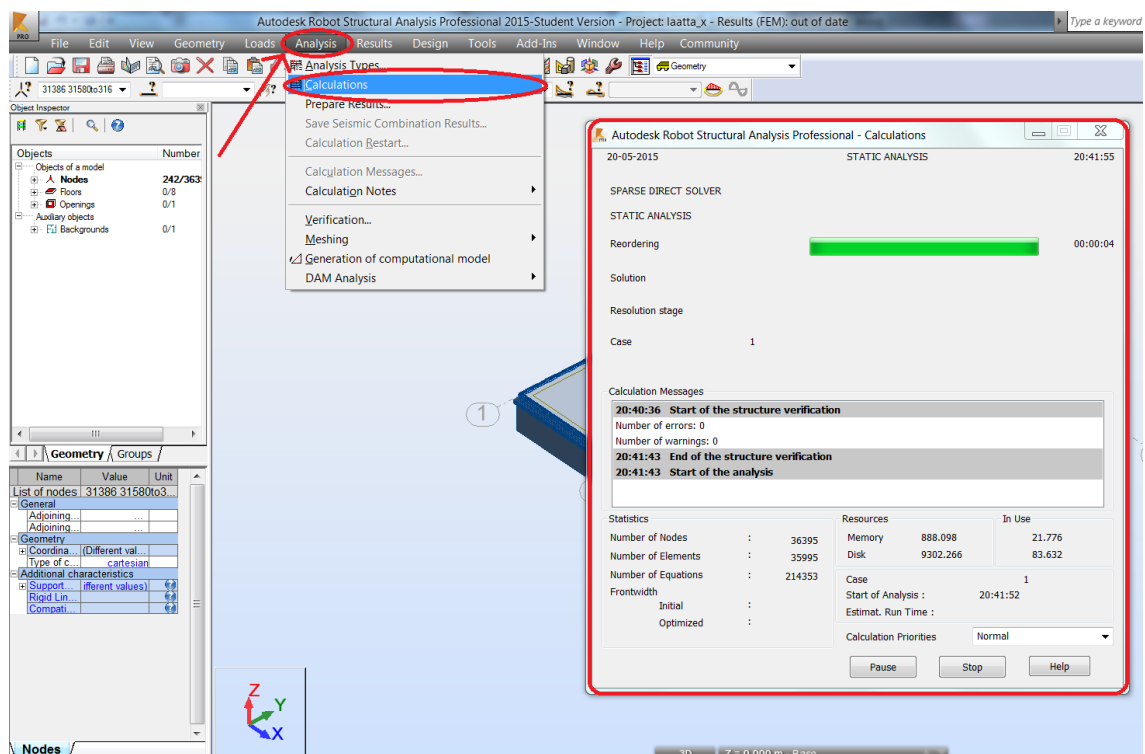 Autodesk Robot Structural Analysis Professional 2015-Student Version - Project: laatta_x - Results (FEM): out of date
Type a keyword
PRO
File Edit View Geometry Loads Analysis Results Design Tools Add-Ins Window Help Community
Geometry
31386 31580to316
Analysis Types...
Calculations
Prepare Results...
Save Seismic Combination Results...
Calculation Restart...
Calculation Messages...
Calculation Notes
Verification...
Meshing
Generation of computational model
DAM Analysis
Object Inspector
Objects Number
Objects of a model
Nodes 242/363
Floors 0/8
Openings 0/1
Auxiliary objects
Backgrounds 0/1
Geometry Groups
Name Value Unit
List of nodes 31386 31580to3...
General
Adjoining... ...
Adjoining... ...
Geometry
Coordina... (Different val...
Type of c... cartesian
Additional characteristics
Support... ifferent values)
Rigid Lin...
Compati...
Nodes
1
Z
Y
X
3D Z = 0.000 m - Base
Autodesk Robot Structural Analysis Professional - Calculations
20-05-2015 STATIC ANALYSIS 20:41:55
SPARSE DIRECT SOLVER
STATIC ANALYSIS
Reordering 00:00:04
Solution
Resolution stage
Case 1
Calculation Messages
20:40:36 Start of the structure verification
Number of errors: 0
Number of warnings: 0
20:41:43 End of the structure verification
20:41:43 Start of the analysis
Statistics
Number of Nodes : 36395
Number of Elements : 35995
Number of Equations : 214353
Frontwidth
Initial :
Optimized :
Resources In Use
Memory 888.098 21.776
Disk 9302.266 83.632
Case 1
Start of Analysis : 20:41:52
Estimat. Run Time :
Calculation Priorities Normal
Pause Stop Help